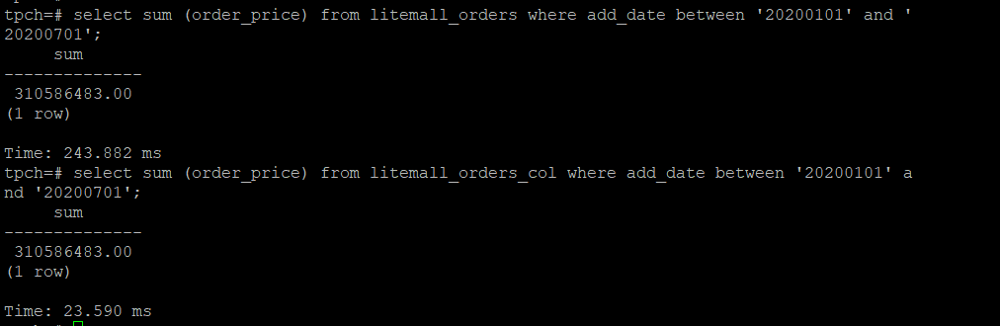 tpch=# select sum (order_price) from litemall_orders where add_date between '20200101' and '
20200701';
sum
--------------
310586483.00
(1 row)
Time: 243.882 ms
tpch=# select sum (order_price) from litemall_orders_col where add_date between '20200101' a
nd '20200701';
sum
--------------
310586483.00
(1 row)
Time: 23.590 ms